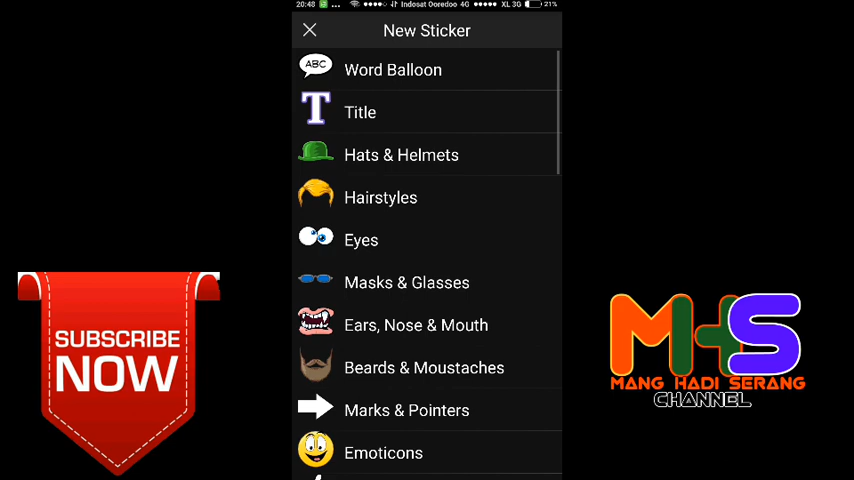 20:48 ... Indosat Ooredoo 4G XL 3G 21%
New Sticker
ABC Word Balloon
T Title
Hats & Helmets
Hairstyles
Eyes
Masks & Glasses
Ears, Nose & Mouth
Beards & Moustaches
Marks & Pointers
Emoticons
SUBSCRIBE
NOW
M+S
MANG HADI SERANG
CHANNEL